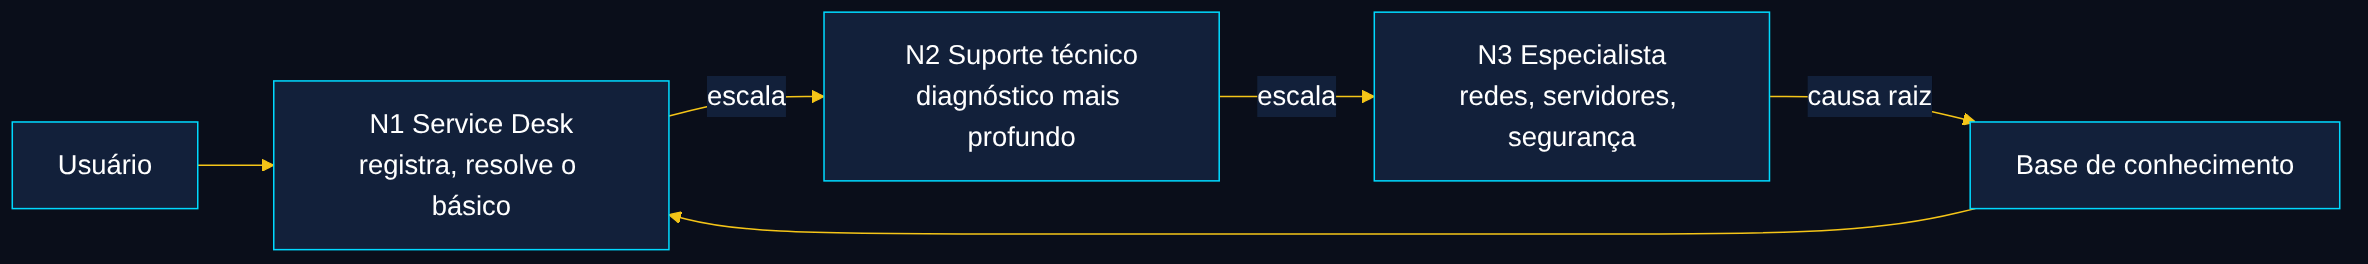 Usuário
N1 Service Desk
registra, resolve o
básico
escala
N2 Suporte técnico
diagnóstico mais
profundo
escala
N3 Especialista
redes, servidores,
segurança
causa raiz
Base de conhecimento